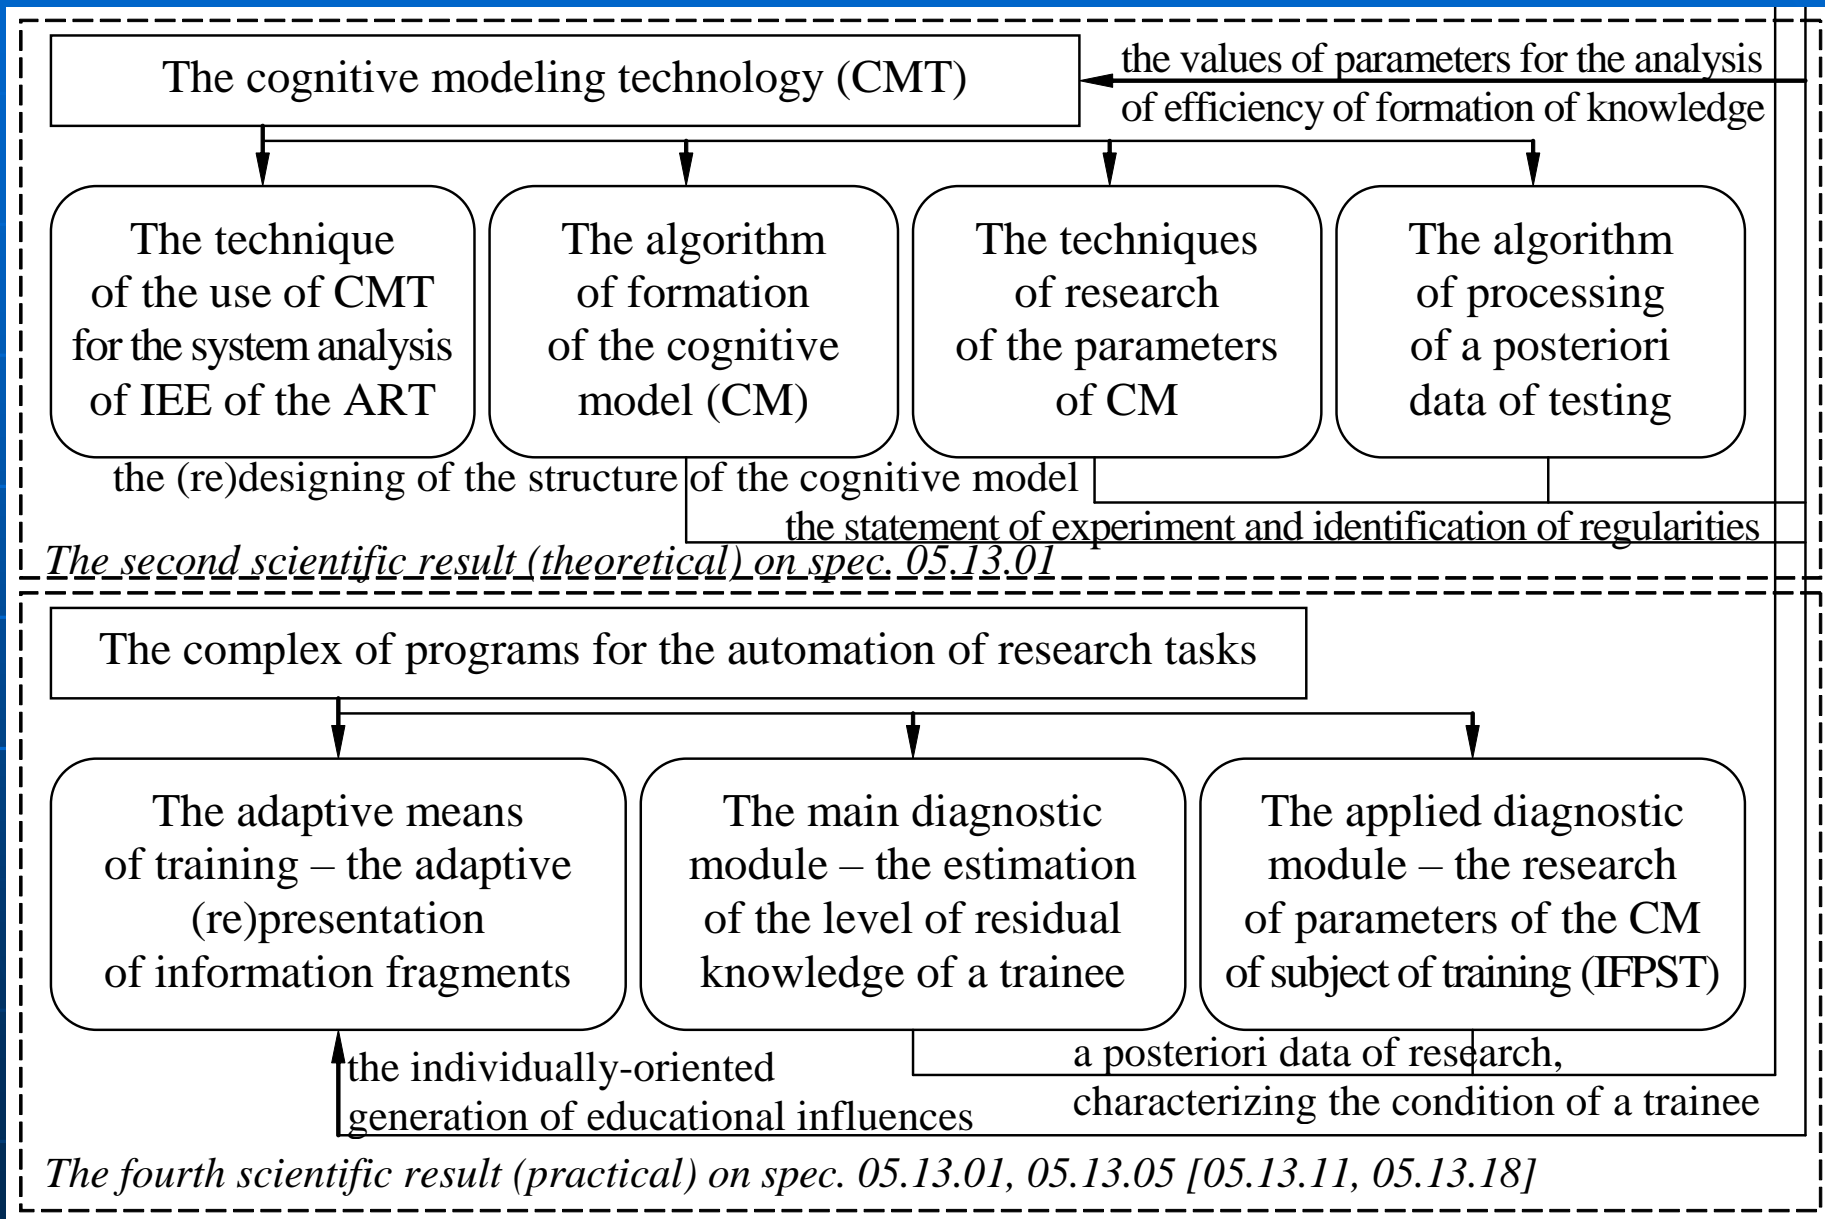 The cognitive modeling technology (CMT)
the values of parameters for the analysis
of efficiency of formation of knowledge
The technique
of the use of CMT
for the system analysis
of IEE of the ART
The algorithm
of formation
of the cognitive
model (CM)
The techniques
of research
of the parameters
of CM
The algorithm
of processing
of a posteriori
data of testing
the (re)designing of the structure of the cognitive model
the statement of experiment and identification of regularities
The second scientific result (theoretical) on spec. 05.13.01
The complex of programs for the automation of research tasks
The adaptive means
of training – the adaptive
(re)presentation
of information fragments
The main diagnostic
module – the estimation
of the level of residual
knowledge of a trainee
The applied diagnostic
module – the research
of parameters of the CM
of subject of training (IFPST)
the individually-oriented
generation of educational influences
a posteriori data of research,
characterizing the condition of a trainee
The fourth scientific result (practical) on spec. 05.13.01, 05.13.05 [05.13.11, 05.13.18]